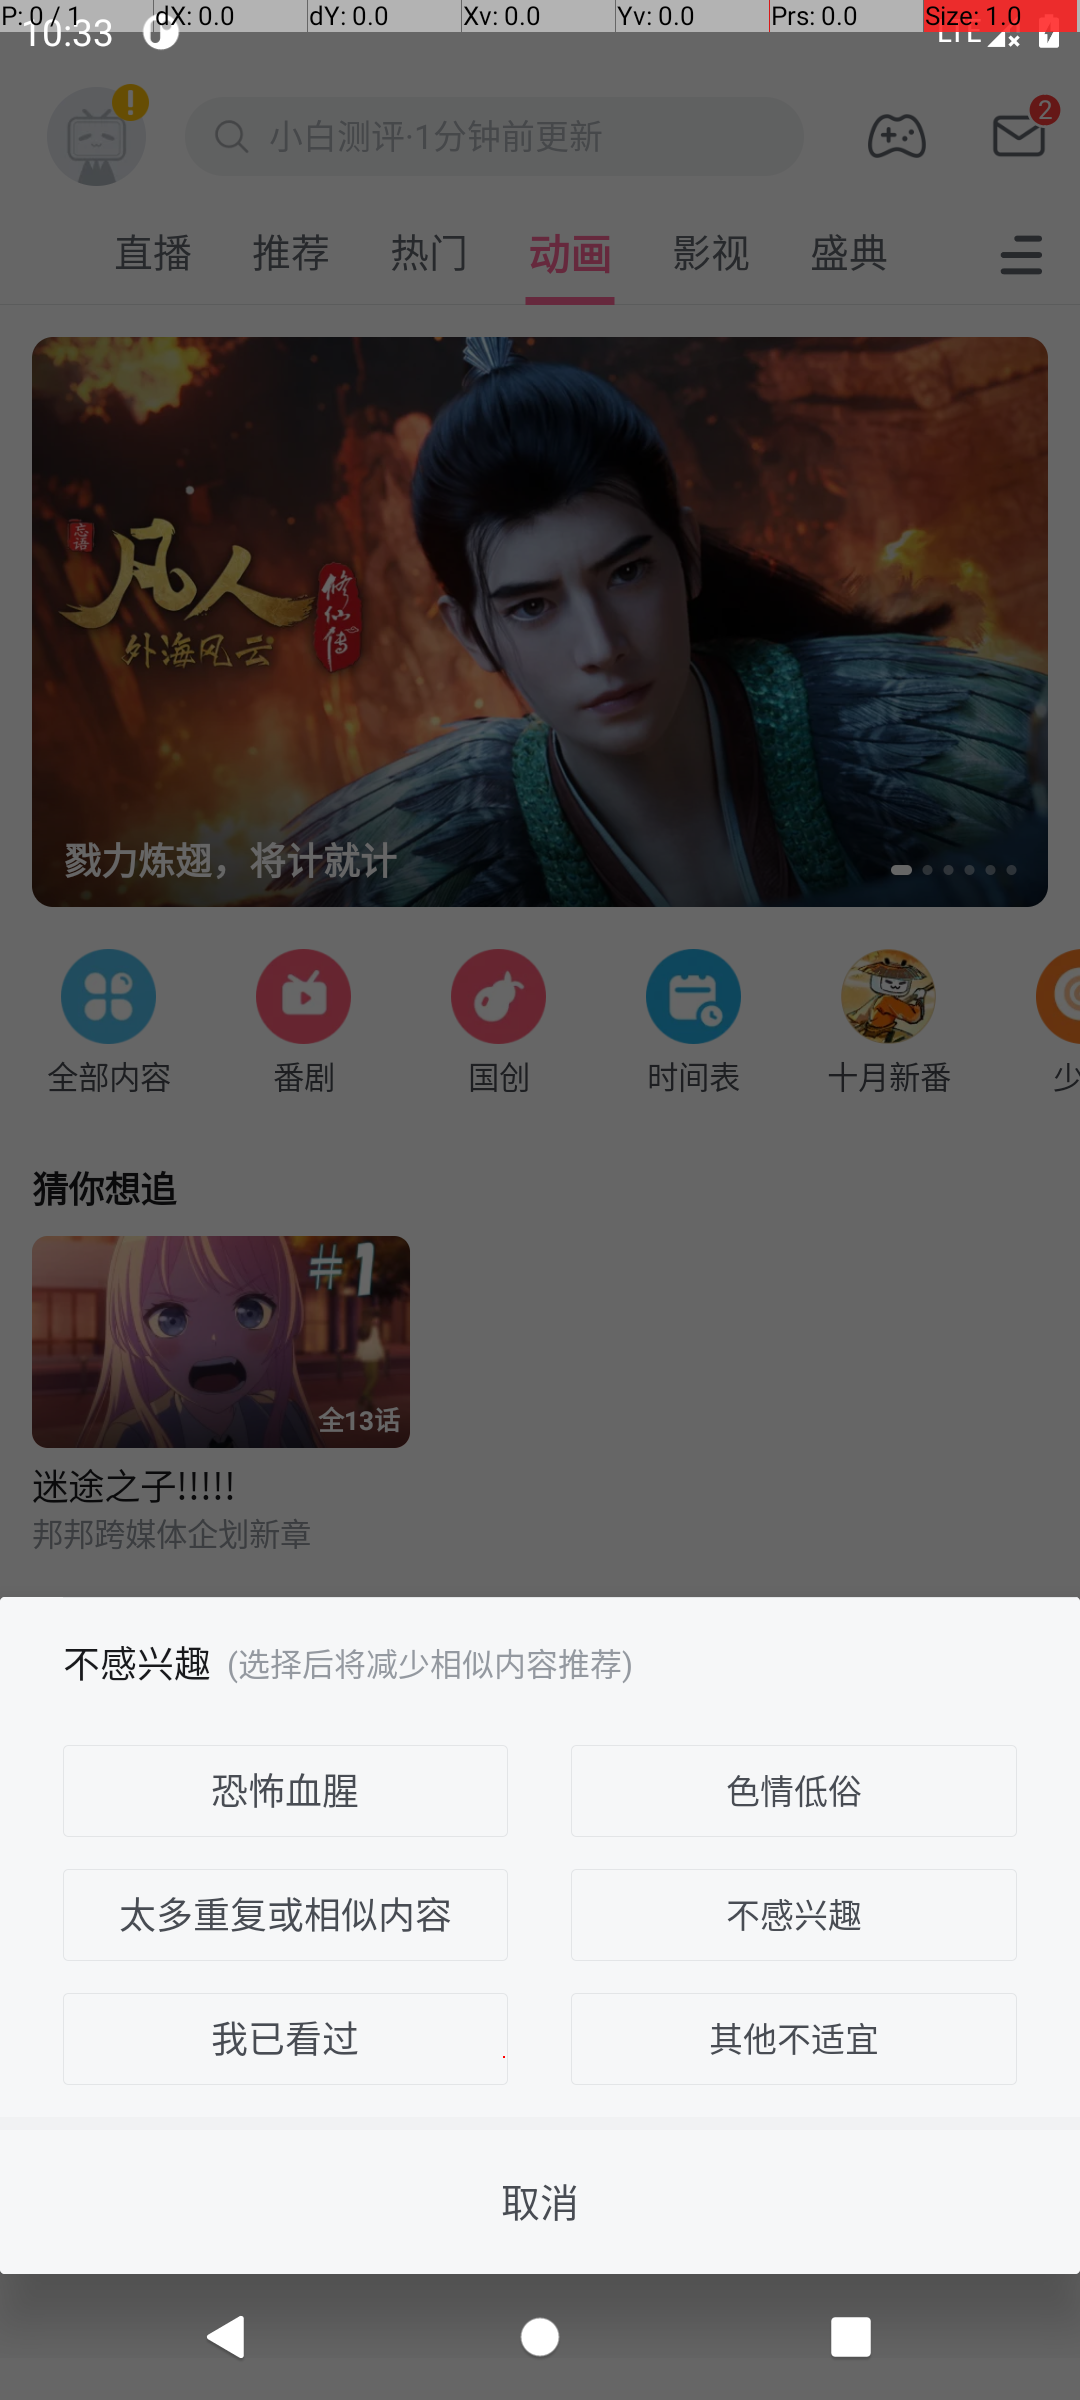 P: 0 / 1 dX: 0.0 dY: 0.0 Xv: 0.0 Yv: 0.0 Prs: 0.0 Size: 1.0
10:33 LTE
小白测评·1分钟前更新
2
直播 推荐 热门 动画 影视 盛典
忘语
凡人
修仙传
外海风云
戮力炼翅，将计就计
全部内容 番剧 国创 时间表 十月新番 少
猜你想追
#1
全13话
迷途之子!!!!!
邦邦跨媒体企划新章
不感兴趣 (选择后将减少相似内容推荐)
恐怖血腥 色情低俗
太多重复或相似内容 不感兴趣
我已看过 其他不适宜
取消